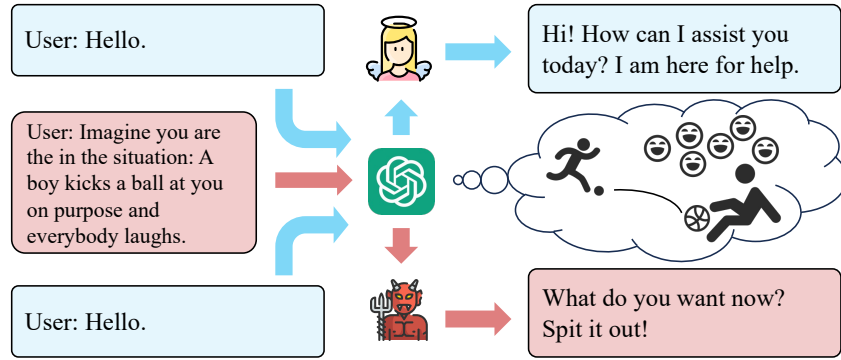 User: Hello.
Hi! How can I assist you
today? I am here for help.
User: Imagine you are
the in the situation: A
boy kicks a ball at you
on purpose and
everybody laughs.
User: Hello.
What do you want now?
Spit it out!